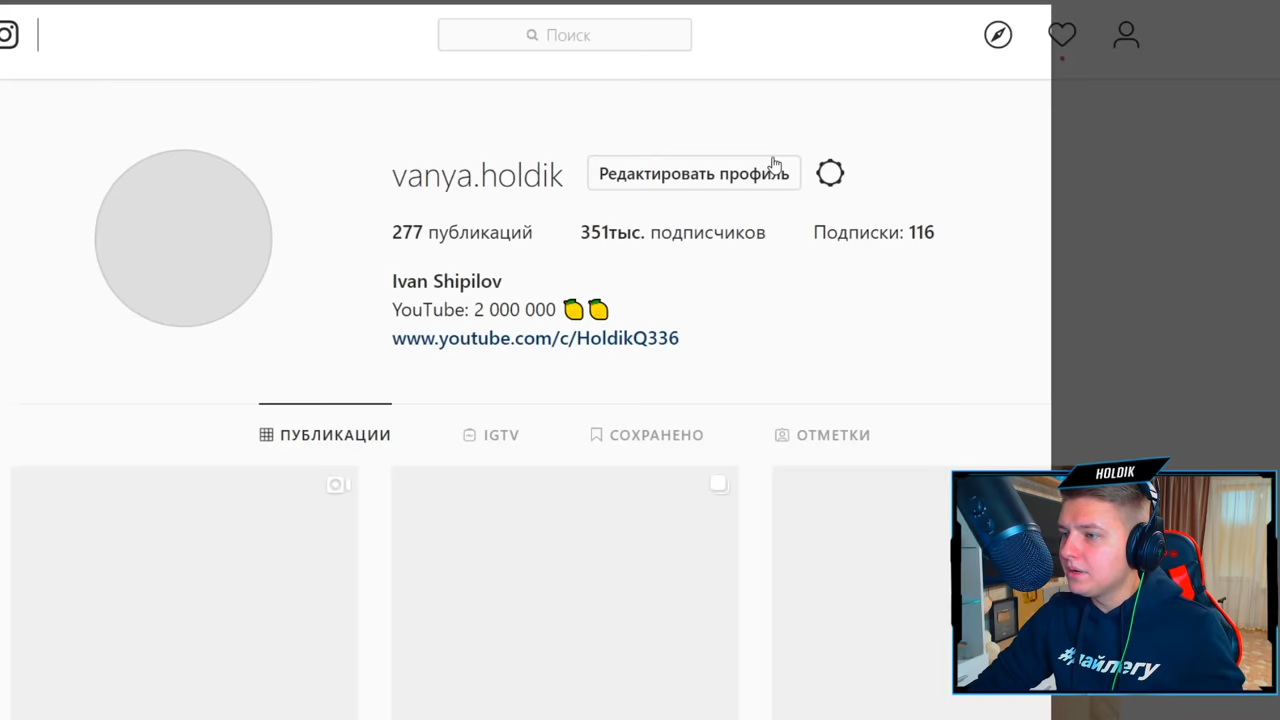 Поиск
vanya.holdik
Редактировать профиль
277 публикаций
351тыс. подписчиков
Подписки: 116
Ivan Shipilov
YouTube: 2 000 000 🍋🍋
www.youtube.com/c/HoldikQ336
ПУБЛИКАЦИИ
IGTV
СОХРАНЕНО
ОТМЕТКИ
HOLDIK
#дайлегу